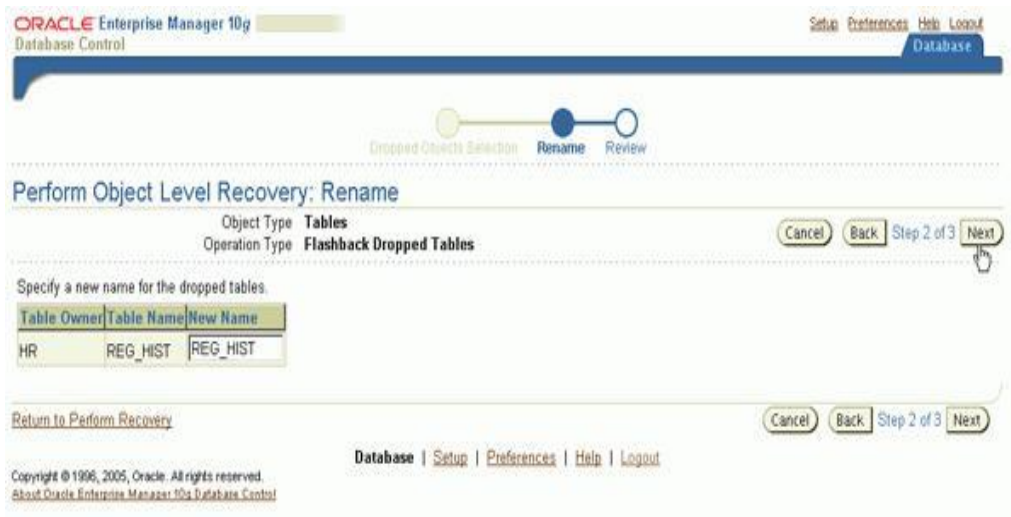 ORACLE Enterprise Manager 10g
Database Control
Setup Preferences Help Logout
Database
Dropped Objects Selection Rename Review
Perform Object Level Recovery: Rename
Object Type Tables
Operation Type Flashback Dropped Tables
Cancel Back Step 2 of 3 Next
Specify a new name for the dropped tables.
Table Owner Table Name New Name
HR REG_HIST REG_HIST
Return to Perform Recovery
Cancel Back Step 2 of 3 Next
Database | Setup | Preferences | Help | Logout
Copyright © 1996, 2005, Oracle. All rights reserved.
About Oracle Enterprise Manager 10g Database Control